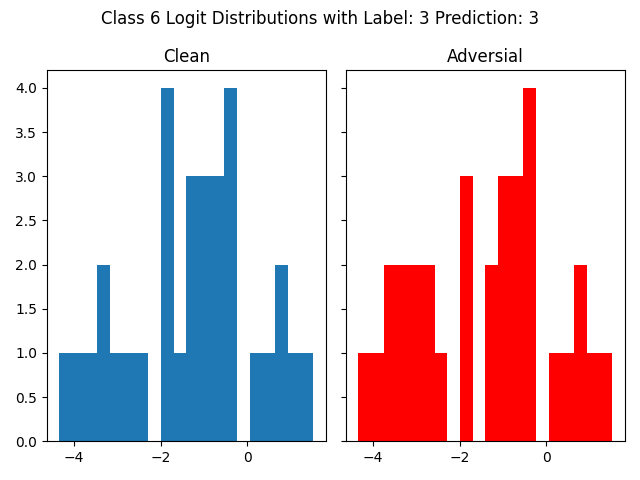 Class 6 Logit Distributions with Label: 3 Prediction: 3
Clean
Adversial
4.0
3.5
3.0
2.5
2.0
1.5
1.0
0.5
0.0
−4 −2 0
−4 −2 0